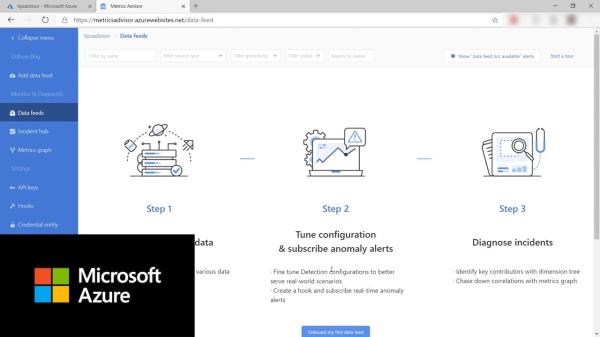 tipsadvisor - Microsoft Azure
Metrics Advisor
https://metricsadvisor.azurewebsites.net/data-feed
Collapse menu
tipsadvisor
Data feeds
Onboarding
Filter by name
Filter source type
Filter granularity
Filter status
Search by owners
Show "data feed not available" alerts
Start a tour
Add data feed
Monitor & Diagnostic
Data feeds
Incident hub
Metrics graph
Settings
API keys
Hooks
Credential entity
Step 1
Step 2
Step 3
data
Tune configuration
& subscribe anomaly alerts
Diagnose incidents
various data
· Fine tune Detection configurations to better
serve real-world scenarios
· Create a hook and subscribe real-time anomaly
alerts
· Identify key contributors with dimension tree
· Chase down correlations with metrics graph
Onboard my first data feed
Microsoft
Azure